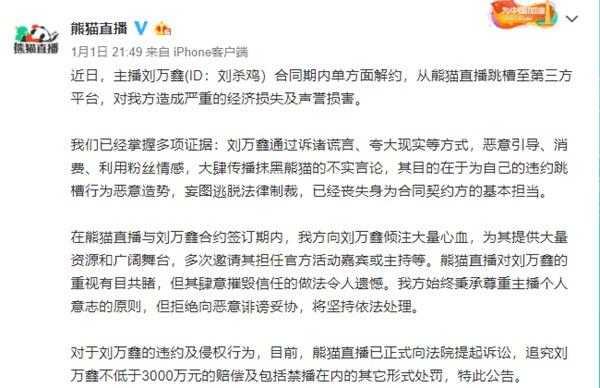 熊猫直播
为中国加油
1月1日 21:49 来自 iPhone客户端
熊猫直播
近日，主播刘万鑫(ID：刘杀鸡）合同期内单方面解约，从熊猫直播跳槽至第三方
平台，对我方造成严重的经济损失及声誉损害。
我们已经掌握多项证据：刘万鑫通过诉诸谎言、夸大现实等方式，恶意引导、消
费、利用粉丝情感，大肆传播抹黑熊猫的不实言论，其目的在于为自己的违约跳
槽行为恶意造势，妄图逃脱法律制裁，已经丧失身为合同契约方的基本担当。
在熊猫直播与刘万鑫合约签订期内，我方向刘万鑫倾注大量心血，为其提供大量
资源和广阔舞台，多次邀请其担任官方活动嘉宾或主持等。熊猫直播对刘万鑫的
重视有目共睹，但其肆意摧毁信任的做法令人遗憾。我方始终秉承尊重主播个人
意志的原则，但拒绝向恶意诽谤妥协，将坚持依法处理。
对于刘万鑫的违约及侵权行为，目前，熊猫直播已正式向法院提起诉讼，追究刘
万鑫不低于3000万元的赔偿及包括禁播在内的其它形式处罚，特此公告。